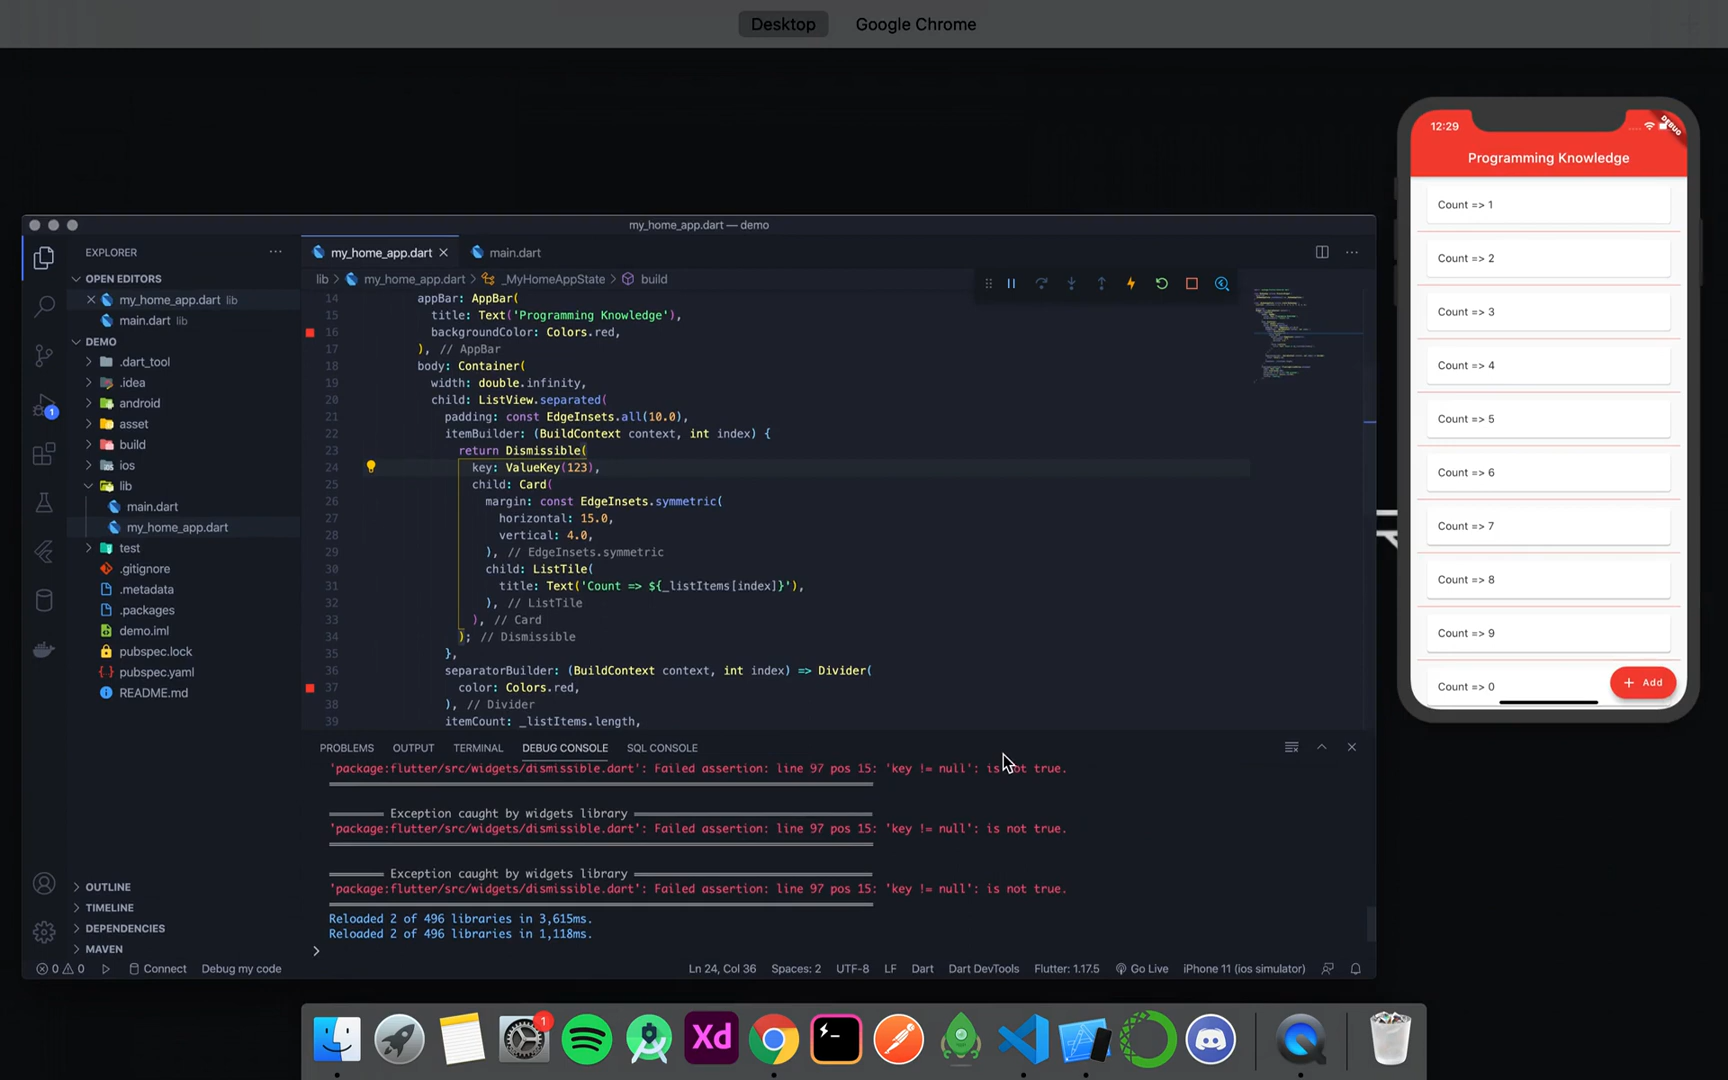 Desktop
Google Chrome
my_home_app.dart — demo
EXPLORER
OPEN EDITORS
my_home_app.dart lib
main.dart lib
DEMO
.dart_tool
.idea
android
asset
build
ios
lib
main.dart
my_home_app.dart
test
.gitignore
.metadata
.packages
demo.iml
pubspec.lock
pubspec.yaml
README.md
OUTLINE
TIMELINE
DEPENDENCIES
MAVEN
my_home_app.dart
main.dart
lib > my_home_app.dart > _MyHomeAppState > build
14 appBar: AppBar(
15 title: Text('Programming Knowledge'),
16 backgroundColor: Colors.red,
17 ), // AppBar
18 body: Container(
19 width: double.infinity,
20 child: ListView.separated(
21 padding: const EdgeInsets.all(10.0),
22 itemBuilder: (BuildContext context, int index) {
23 return Dismissible(
24 key: ValueKey(123),
25 child: Card(
26 margin: const EdgeInsets.symmetric(
27 horizontal: 15.0,
28 vertical: 4.0,
29 ), // EdgeInsets.symmetric
30 child: ListTile(
31 title: Text('Count => ${_listItems[index]}'),
32 ), // ListTile
33 ), // Card
34 ); // Dismissible
35 },
36 separatorBuilder: (BuildContext context, int index) => Divider(
37 color: Colors.red,
38 ), // Divider
39 itemCount: _listItems.length,
PROBLEMS OUTPUT TERMINAL DEBUG CONSOLE SQL CONSOLE
'package:flutter/src/widgets/dismissible.dart': Failed assertion: line 97 pos 15: 'key != null': is not true.
Exception caught by widgets library
'package:flutter/src/widgets/dismissible.dart': Failed assertion: line 97 pos 15: 'key != null': is not true.
Exception caught by widgets library
'package:flutter/src/widgets/dismissible.dart': Failed assertion: line 97 pos 15: 'key != null': is not true.
Reloaded 2 of 496 libraries in 3,615ms.
Reloaded 2 of 496 libraries in 1,118ms.
>
0 0 Connect Debug my code Ln 24, Col 36 Spaces: 2 UTF-8 LF Dart Dart DevTools Flutter: 1.17.5 Go Live iPhone 11 (ios simulator)
1
12:29
DEBUG
Programming Knowledge
Count => 1
Count => 2
Count => 3
Count => 4
Count => 5
Count => 6
Count => 7
Count => 8
Count => 9
Count => 0
+ Add
1
Xd